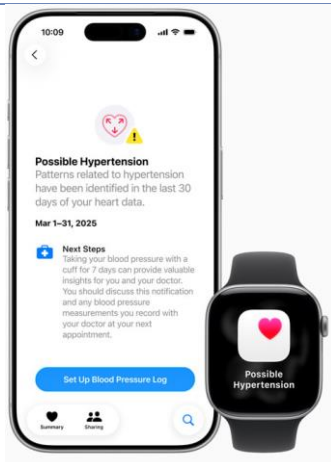 10:09
Possible Hypertension
Patterns related to hypertension
have been identified in the last 30
days of your heart data.
Mar 1–31, 2025
Next Steps
Taking your blood pressure with a
cuff for 7 days can provide valuable
insights for you and your doctor.
You should discuss this notification
and any blood pressure
measurements you record with
your doctor at your next
appointment.
Set Up Blood Pressure Log
Summary
Sharing
Possible
Hypertension